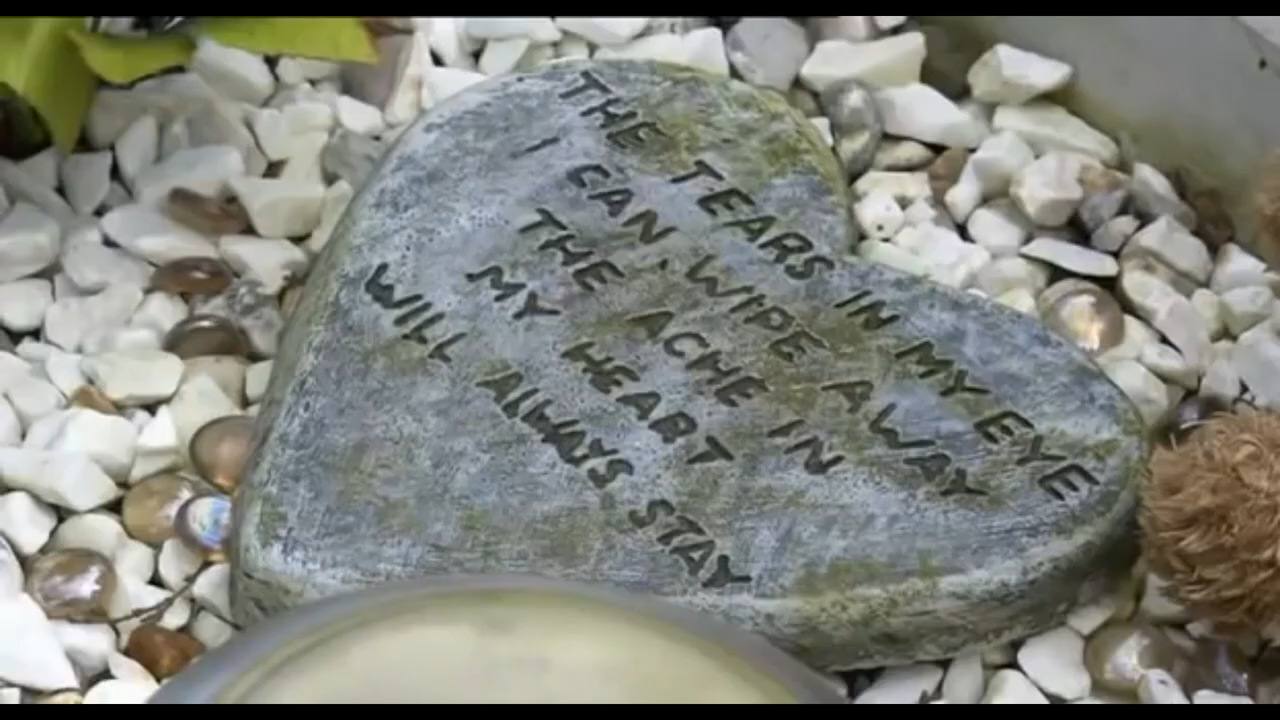 THE TEARS IN MY EYE
I CAN WIPE AWAY
THE ACHE IN
MY HEART
WILL ALWAYS STAY